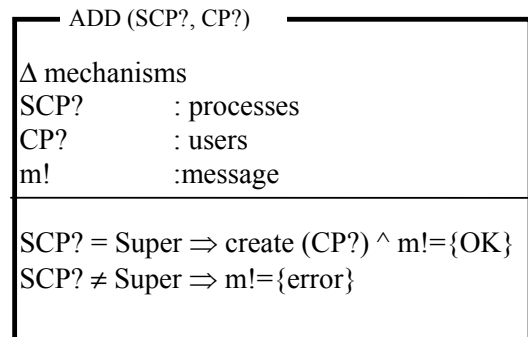 ADD (SCP?, CP?)
Δ mechanisms
SCP? : processes
CP? : users
m! :message
SCP? = Super ⇒ create (CP?) ^ m!={OK}
SCP? ≠ Super ⇒ m!={error}